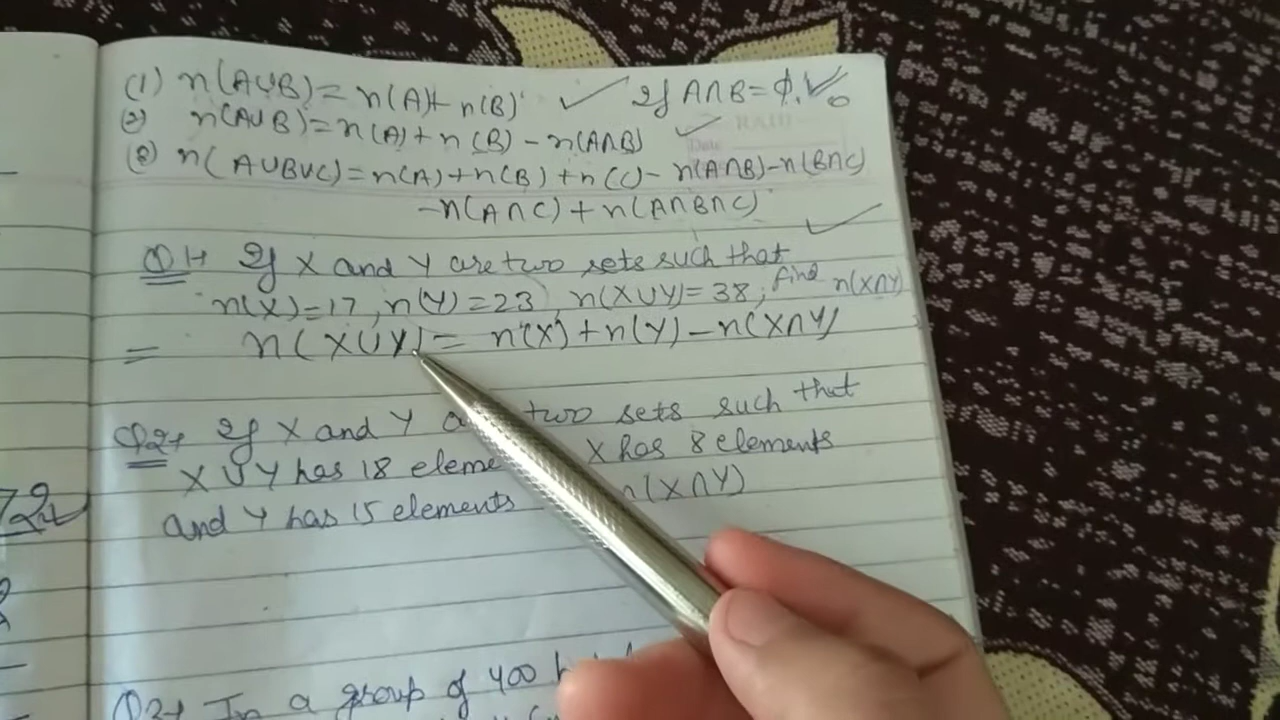 (1) n(A∪B) = n(A)+ n(B) ✓ If A∩B = ϕ. ✓
(2) n(A∪B) = n(A) + n(B) - n(A∩B) ✓
(3) n(A∪B∪C) = n(A) + n(B) + n(C) - n(A∩B) - n(B∩C)
- n(A∩C) + n(A∩B∩C) ✓
Q1→ If X and Y are two sets such that
n(X) = 17, n(Y) = 23, n(X∪Y) = 38, find n(X∩Y)
= n(X∪Y) = n(X) + n(Y) - n(X∩Y)
Q2→ If X and Y two sets such that
X∪Y has 18 X has 8 elements
and Y has 15 elements n(X∩Y)
Q3→ In a group of 400